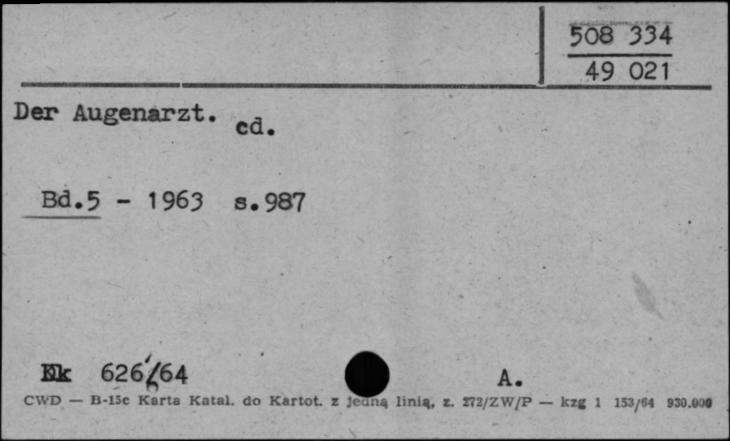 508 334
49 021
Der Augenarzt. cd.
Bd.5 - 1963 s.987
626/64 A.
CWD — B-15c Karta Katal. do Kartot. z jedną linią, z. 272/ZW/P — kzg 1 153/64 930.000